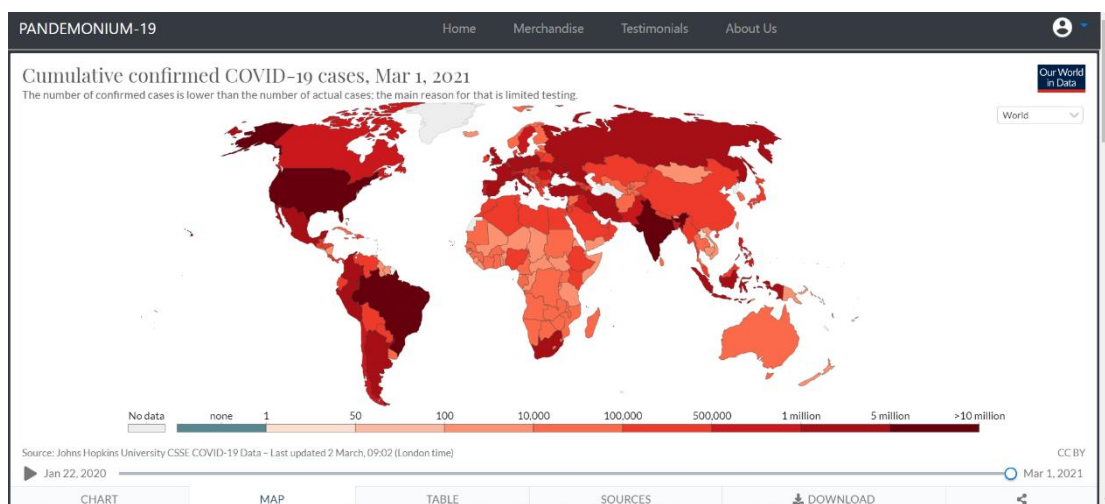 PANDEMONIUM-19 Home Merchandise Testimonials About Us
Cumulative confirmed COVID-19 cases, Mar 1, 2021
The number of confirmed cases is lower than the number of actual cases; the main reason for that is limited testing.
Our World
in Data
World
No data none 1 50 100 10,000 100,000 500,000 1 million 5 million >10 million
Source: Johns Hopkins University CSSE COVID-19 Data – Last updated 2 March, 09:02 (London time) CC BY
Jan 22, 2020 Mar 1, 2021
CHART MAP TABLE SOURCES DOWNLOAD